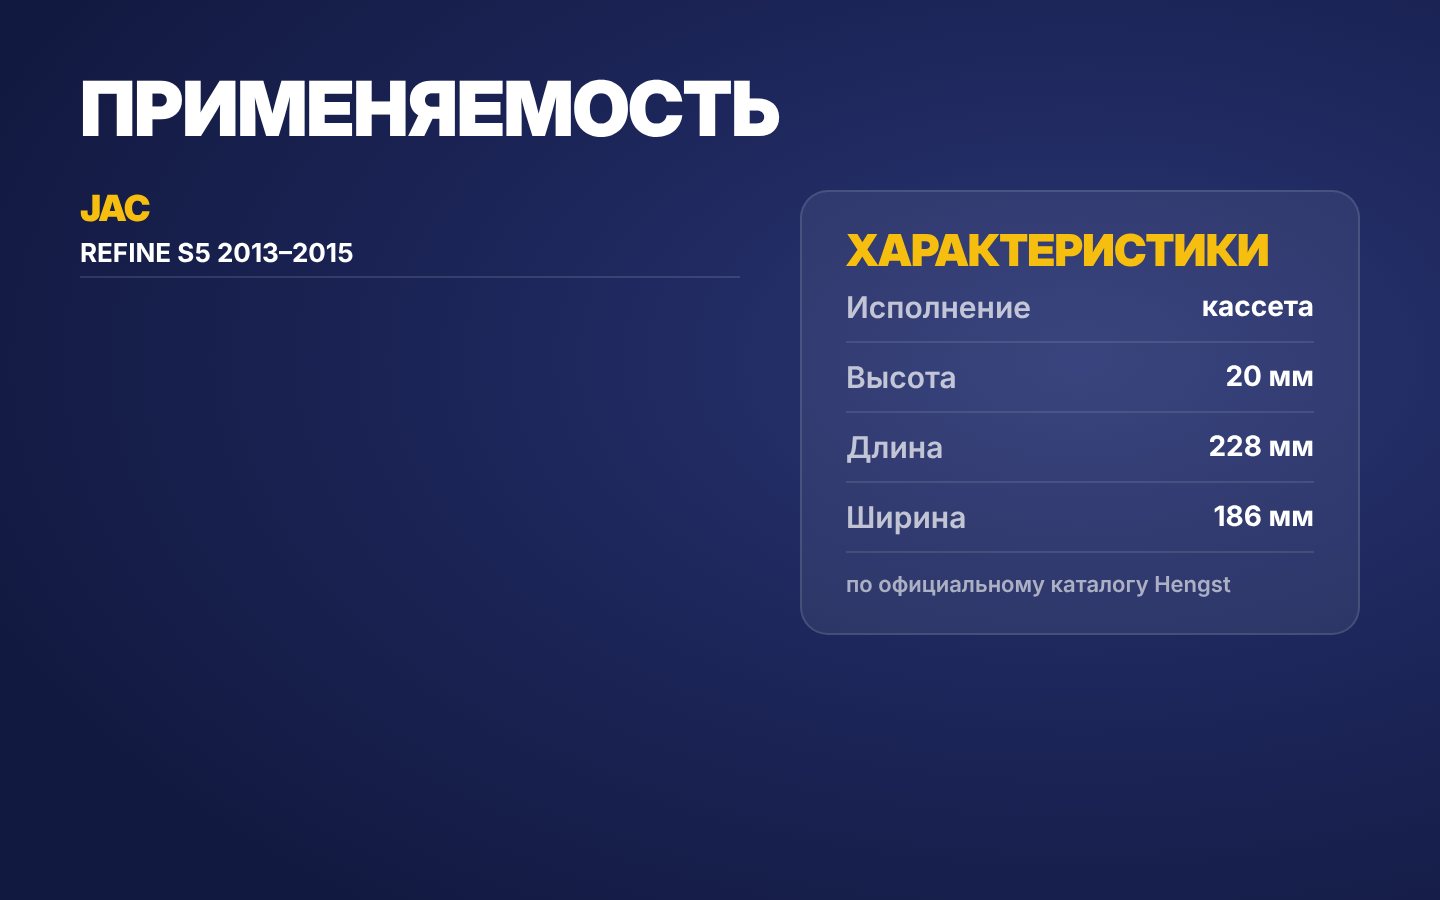 ПРИМЕНЯЕМОСТЬ
JAC
REFINE S5 2013–2015
ХАРАКТЕРИСТИКИ
Исполнение кассета
Высота 20 мм
Длина 228 мм
Ширина 186 мм
по официальному каталогу Hengst